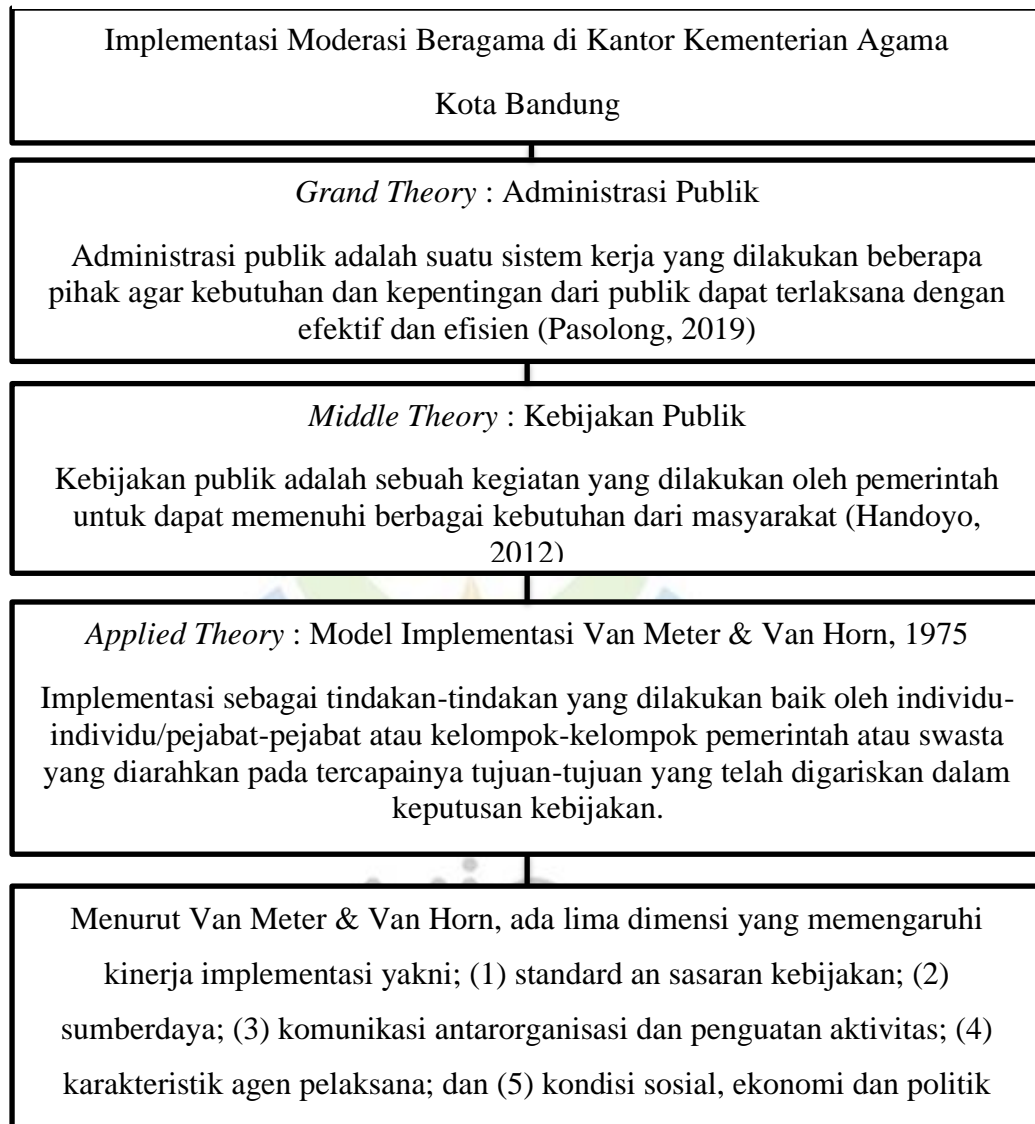 Implementasi Moderasi Beragama di Kantor Kementerian Agama
Kota Bandung
Grand Theory : Administrasi Publik
Administrasi publik adalah suatu sistem kerja yang dilakukan beberapa
pihak agar kebutuhan dan kepentingan dari publik dapat terlaksana dengan
efektif dan efisien (Pasolong, 2019)
Middle Theory : Kebijakan Publik
Kebijakan publik adalah sebuah kegiatan yang dilakukan oleh pemerintah
untuk dapat memenuhi berbagai kebutuhan dari masyarakat (Handoyo,
2012)
Applied Theory : Model Implementasi Van Meter & Van Horn, 1975
Implementasi sebagai tindakan-tindakan yang dilakukan baik oleh individu-
individu/pejabat-pejabat atau kelompok-kelompok pemerintah atau swasta
yang diarahkan pada tercapainya tujuan-tujuan yang telah digariskan dalam
keputusan kebijakan.
Menurut Van Meter & Van Horn, ada lima dimensi yang memengaruhi
kinerja implementasi yakni; (1) standard an sasaran kebijakan; (2)
sumberdaya; (3) komunikasi antarorganisasi dan penguatan aktivitas; (4)
karakteristik agen pelaksana; dan (5) kondisi sosial, ekonomi dan politik